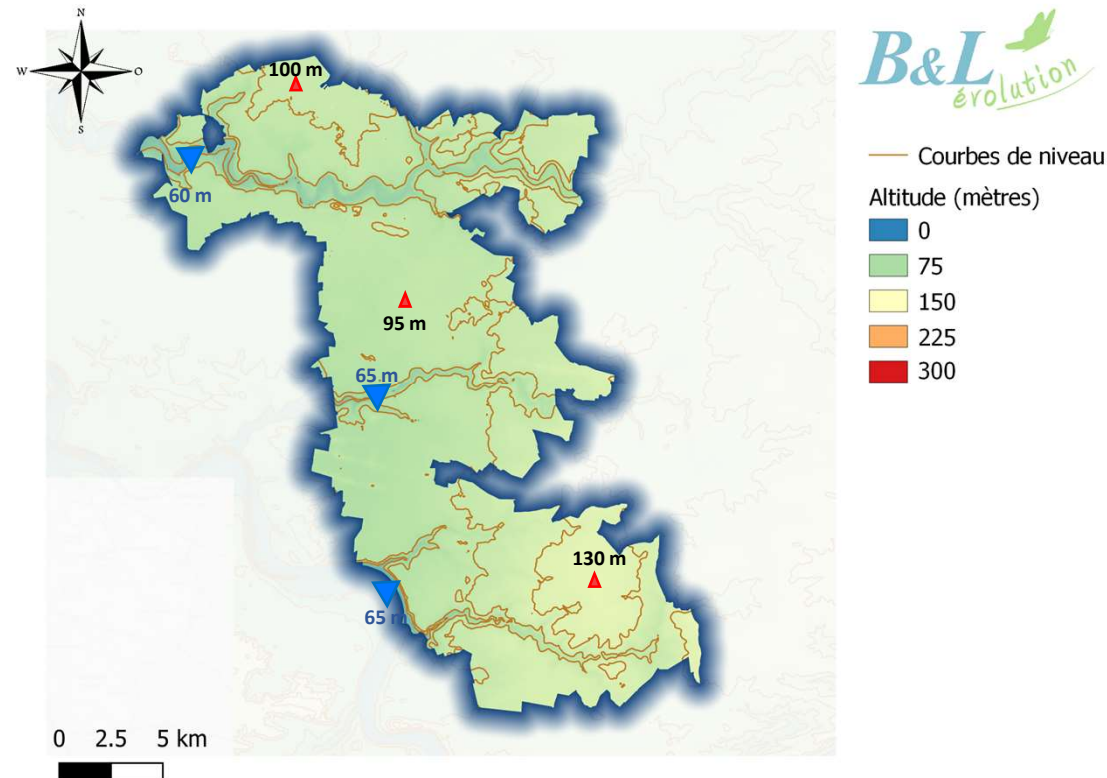 N
W
O
S
100 m
60 m
95 m
65 m
130 m
65 m
0 2.5 5 km
B&L
évolution
Courbes de niveau
Altitude (mètres)
0
75
150
225
300